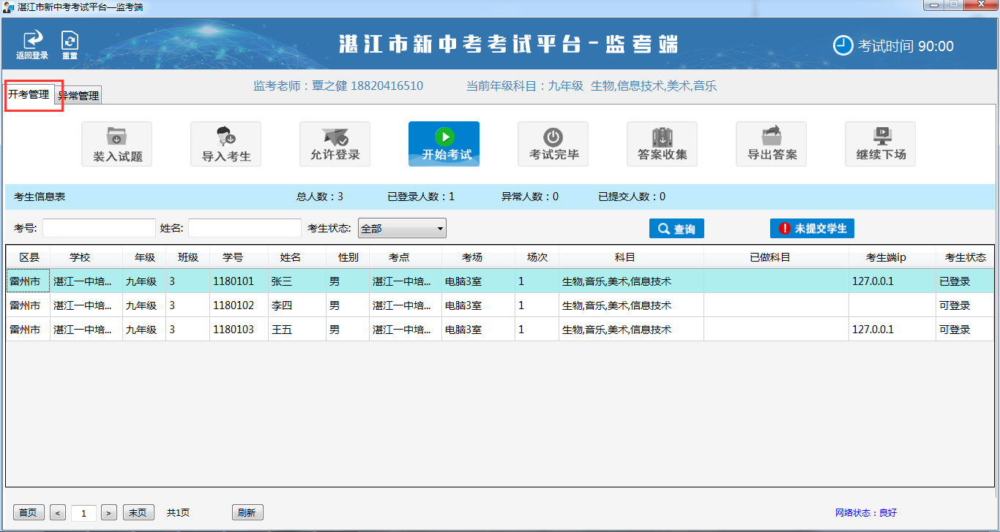 湛江市新中考考试平台—监考端
返回登录 重置 湛江市新中考考试平台-监考端 考试时间 90:00
开考管理 异常管理 监考老师：覃之健 18820416510 当前年级科目：九年级 生物,信息技术,美术,音乐
装入试题 导入考生 允许登录 开始考试 考试完毕 答案收集 导出答案 继续下场
考生信息表 总人数：3 已登录人数：1 异常人数：0 已提交人数：0
考号: 姓名: 考生状态: 全部 查询 未提交学生
区县 学校 年级 班级 学号 姓名 性别 考点 考场 场次 科目 已做科目 考生端ip 考生状态
雷州市 湛江一中培... 九年级 3 1180101 张三 男 湛江一中培... 电脑3室 1 生物,音乐,美术,信息技术 127.0.0.1 已登录
雷州市 湛江一中培... 九年级 3 1180102 李四 男 湛江一中培... 电脑3室 1 生物,音乐,美术,信息技术 可登录
雷州市 湛江一中培... 九年级 3 1180103 王五 男 湛江一中培... 电脑3室 1 生物,音乐,美术,信息技术 127.0.0.1 可登录
首页 < 1 > 末页 共1页 刷新 网络状态：良好